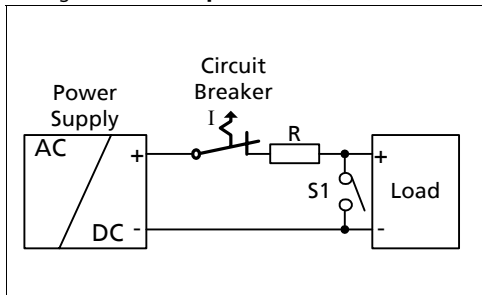 Circuit
Breaker
Power
Supply
I
R
AC
+
+
S1
Load
DC -
-